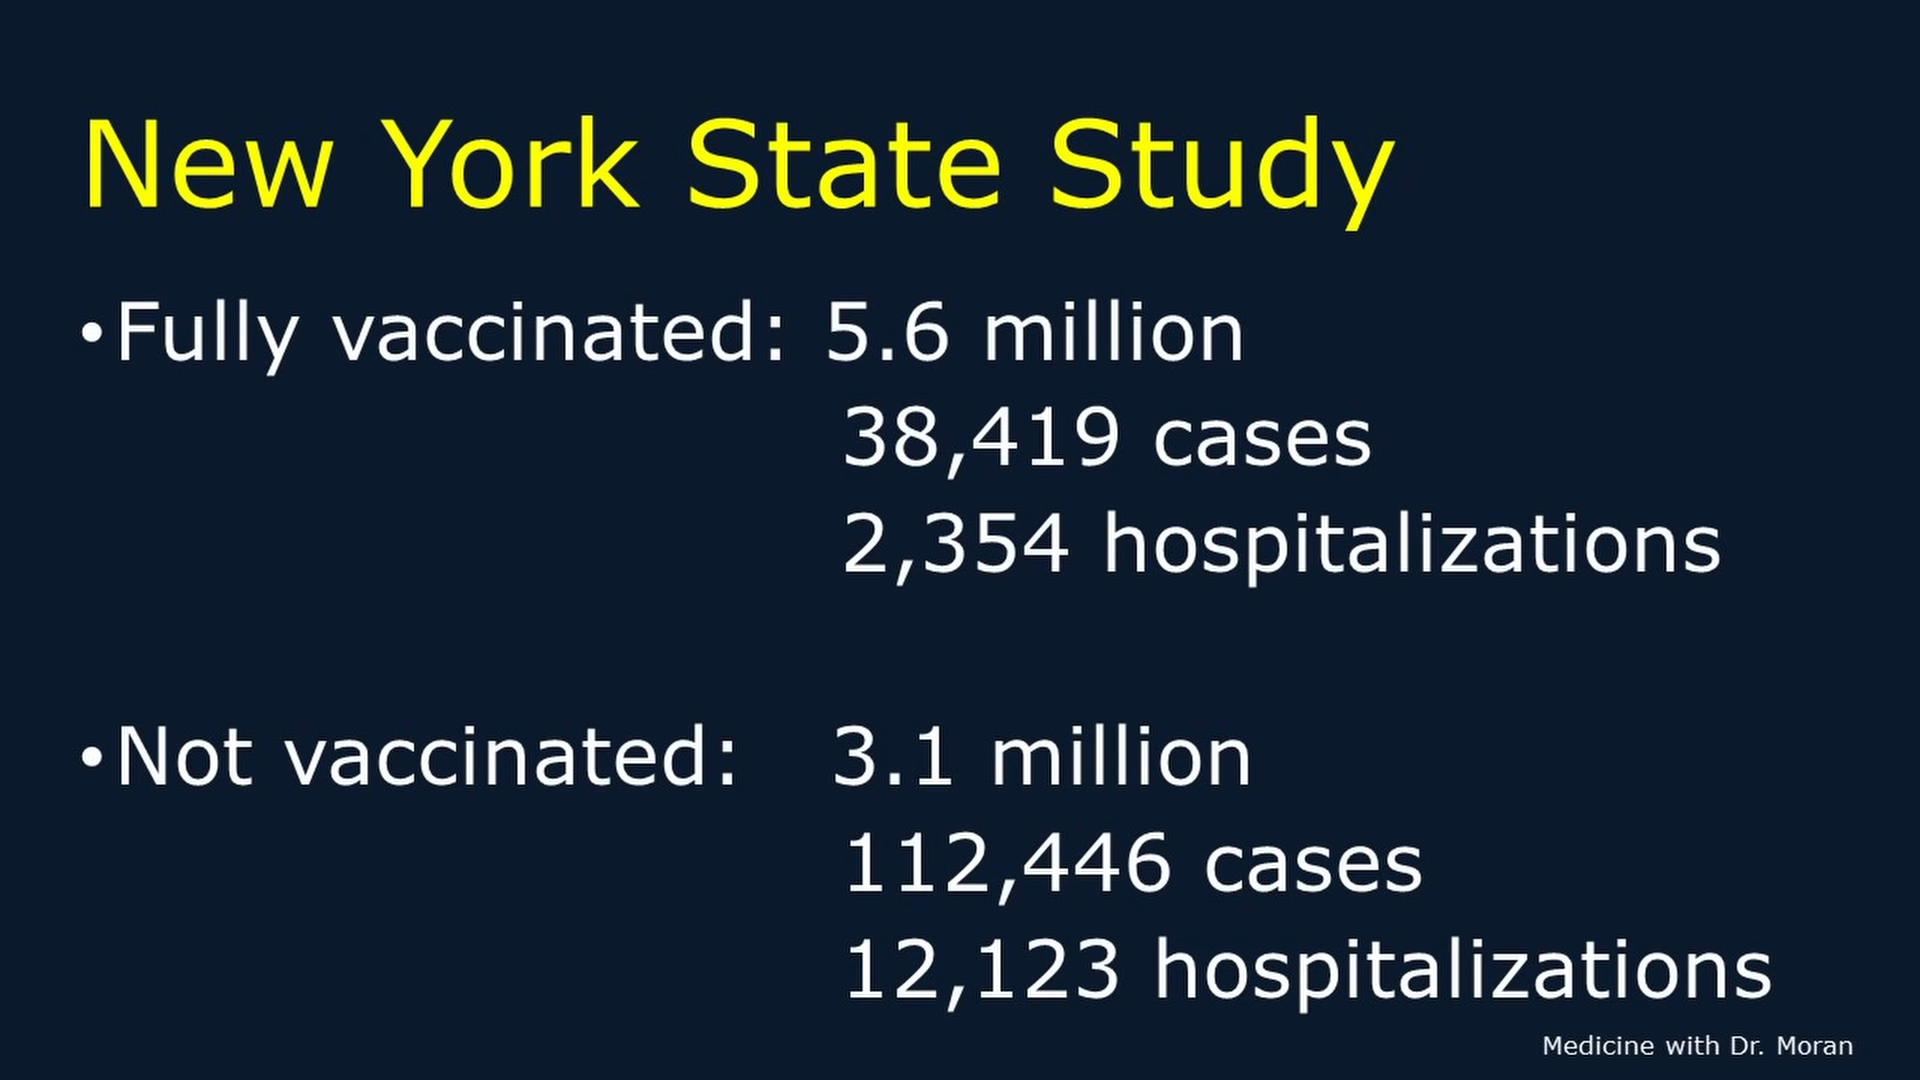 New York State Study
•Fully vaccinated: 5.6 million
38,419 cases
2,354 hospitalizations
•Not vaccinated: 3.1 million
112,446 cases
12,123 hospitalizations
Medicine with Dr. Moran